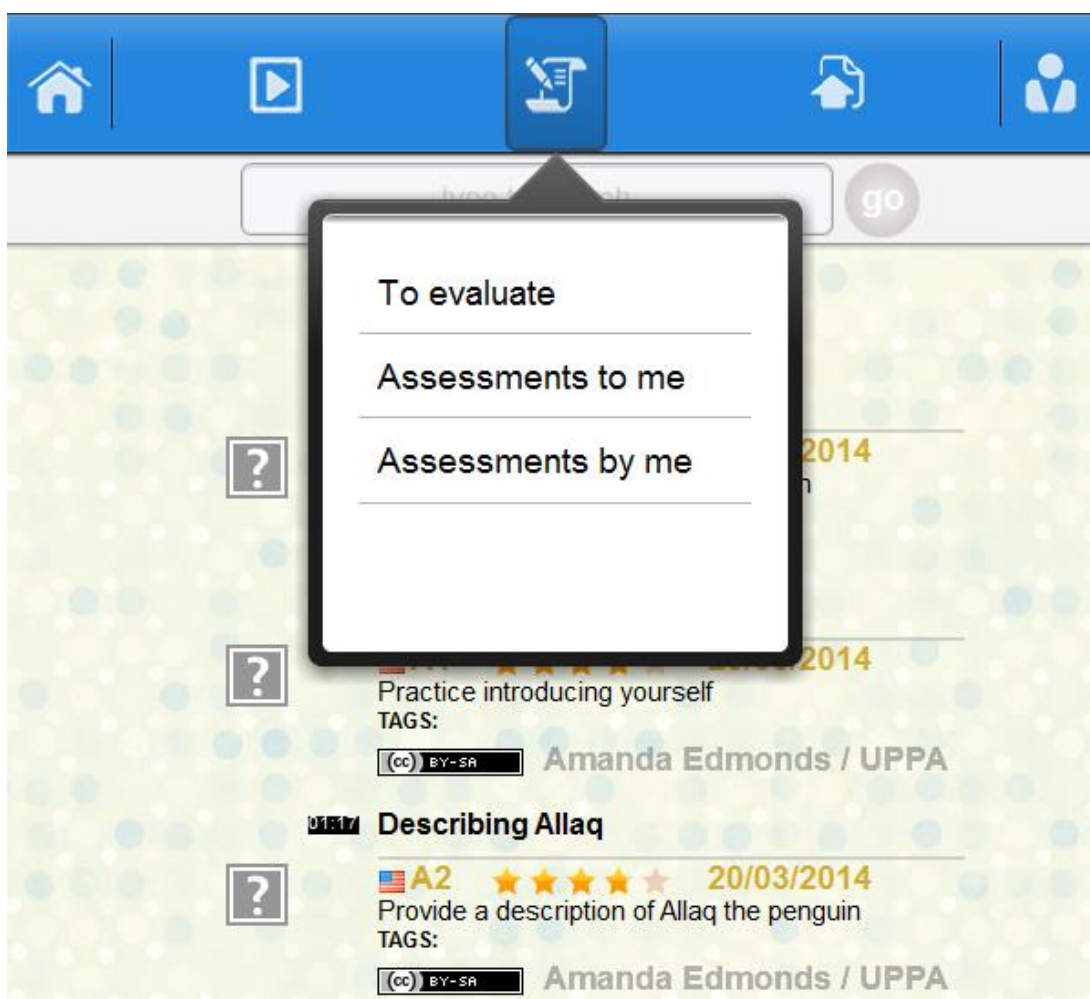 go
To evaluate
Assessments to me
Assessments by me
2014
?
2014
?
Practice introducing yourself
TAGS:
(cc) BY-SA Amanda Edmonds / UPPA
01:17 Describing Allaq
A2 20/03/2014
?
Provide a description of Allaq the penguin
TAGS:
(cc) BY-SA Amanda Edmonds / UPPA